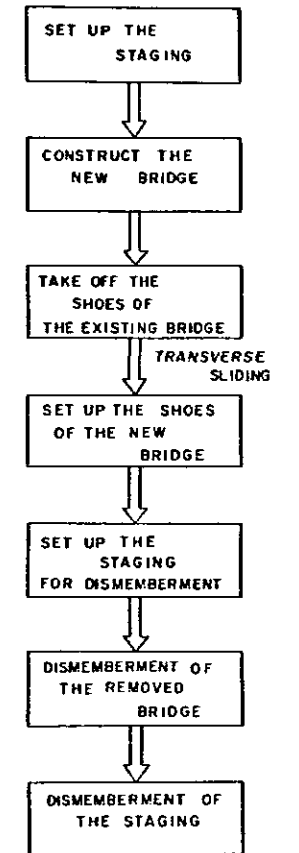 SET UP THE
STAGING
CONSTRUCT THE
NEW BRIDGE
TAKE OFF THE
SHOES OF
THE EXISTING BRIDGE
TRANSVERSE
SLIDING
SET UP THE SHOES
OF THE NEW
BRIDGE
SET UP THE
STAGING
FOR DISMEMBERMENT
DISMEMBERMENT OF
THE REMOVED
BRIDGE
DISMEMBERMENT OF
THE STAGING